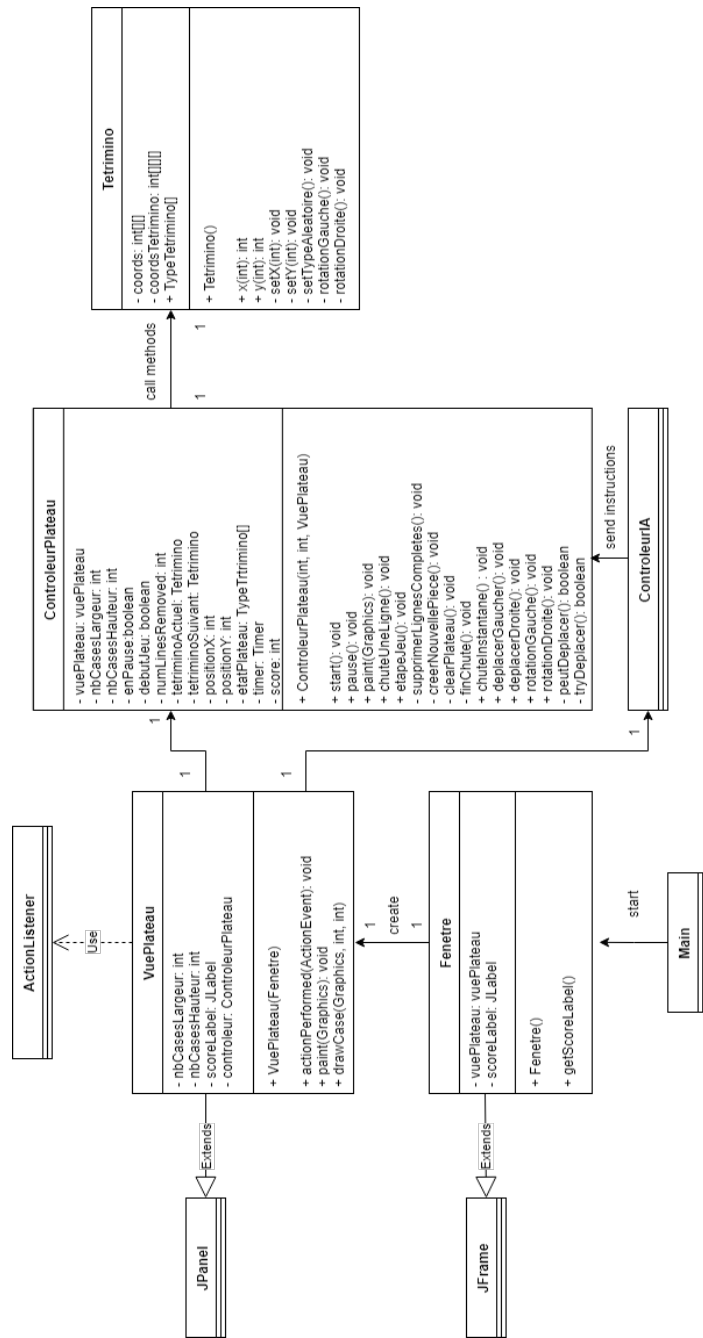 ActionListener
Use
JPanel
Extends
VuePlateau
- nbCasesLargeur: int
- nbCasesHauteur: int
- scoreLabel: JLabel
- controleur: ControleurPlateau
+ VuePlateau(Fenetre)
+ actionPerformed(ActionEvent): void
+ paint(Graphics): void
+ drawCase(Graphics, int, int)
1
1
1
1
ControleurPlateau
- vuePlateau: vuePlateau
- nbCasesLargeur: int
- nbCasesHauteur: int
- enPause:boolean
- debutJeu: boolean
- numLinesRemoved: int
- tetriminoActuel: Tetrimino
- tetriminoSuivant: Tetrimino
- positionX: int
- positionY: int
- etatPlateau: TypeTrtrimino[]
- timer: Timer
- score: int
+ ControleurPlateau(int, int, VuePlateau)
+ start(): void
+ pause(): void
+ paint(Graphics): void
+ chuteUneLigne(): void
+ etapeJeu(): void
- supprimerLignesCompletes(): void
- creerNouvellePiece(): void
- clearPlateau(): void
- finChute(): void
+ chuteInstantane() : void
+ deplacerGaucher(): void
+ deplacerDroite(): void
+ rotationGauche(): void
+ rotationDroite(): void
- peutDeplacer(): boolean
- tryDeplacer(): boolean
call methods
1
1
Tetrimino
- coords: int[][]
- coordsTetrimino: int[][][]
+ TypeTetrimino[]
+ Tetrimino()
+ x(int): int
+ y(int): int
- setX(int): void
- setY(int): void
- setTypeAleatoire(): void
- rotationGauche(): void
- rotationDroite(): void
JFrame
Extends
Fenetre
- vuePlateau: vuePlateau
- scoreLabel: JLabel
+ Fenetre()
+ getScoreLabel()
1
create
1
send instructions
ControleurIA
start
Main